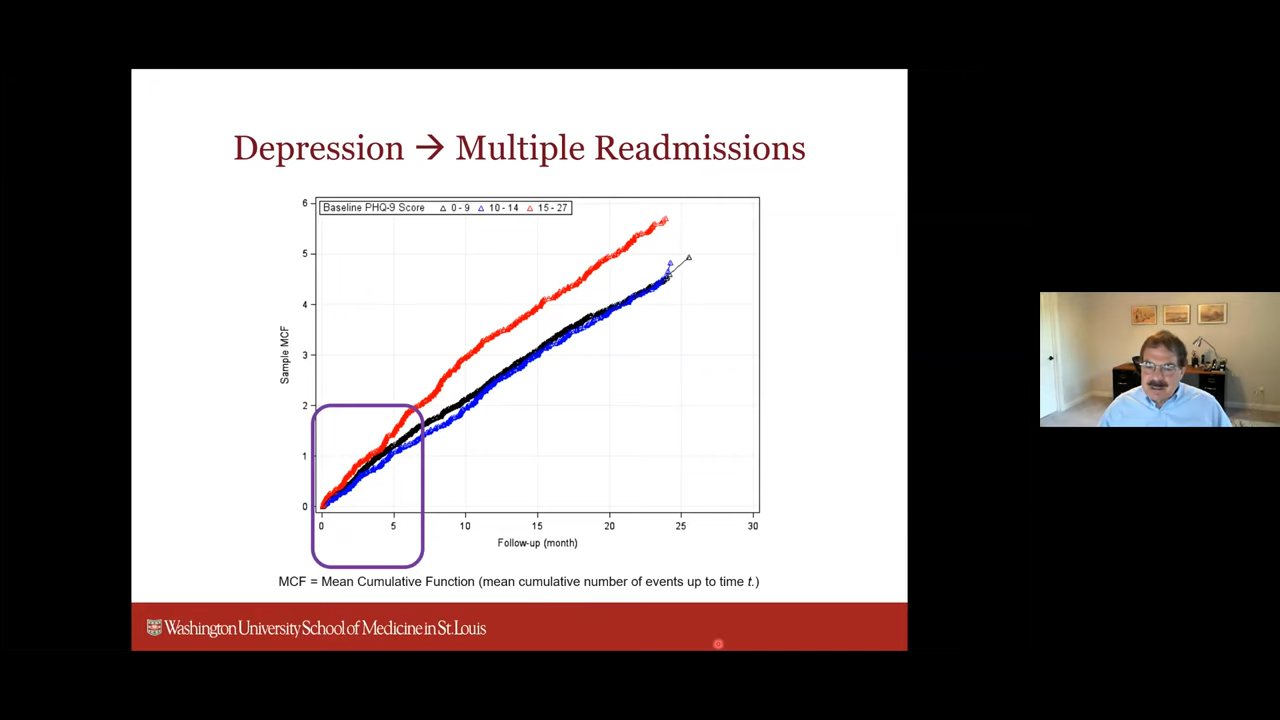 Depression → Multiple Readmissions
Baseline PHQ-9 Score 0 - 9 10 - 14 15 - 27
6
5
4
3
2
1
0
Sample MCF
0 5 10 15 20 25 30
Follow-up (month)
MCF = Mean Cumulative Function (mean cumulative number of events up to time t.)
Washington University School of Medicine in St. Louis